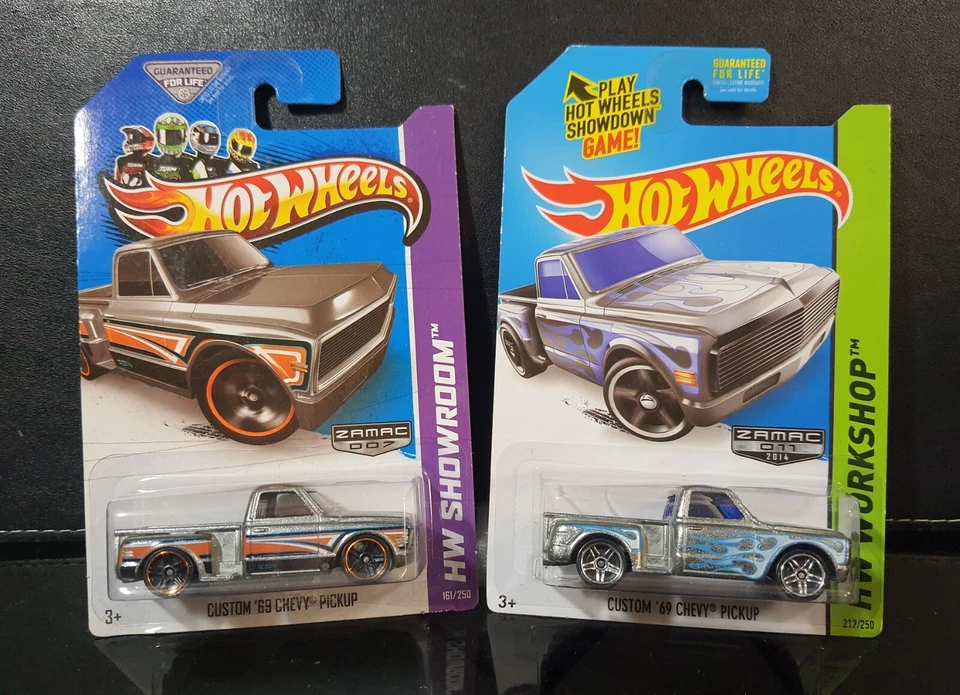 GUARANTEED
FOR LIFE
HOT WHEELS
ZAMAC
007
HW SHOWROOM™
161/250
CUSTOM '69 CHEVY® PICKUP
3+
PLAY
HOT WHEELS
SHOWDOWN™
GAME!
GUARANTEED
FOR LIFE*
HOT WHEELS
ZAMAC
011
2014
HW WORKSHOP™
217/250
CUSTOM '69 CHEVY® PICKUP
3+